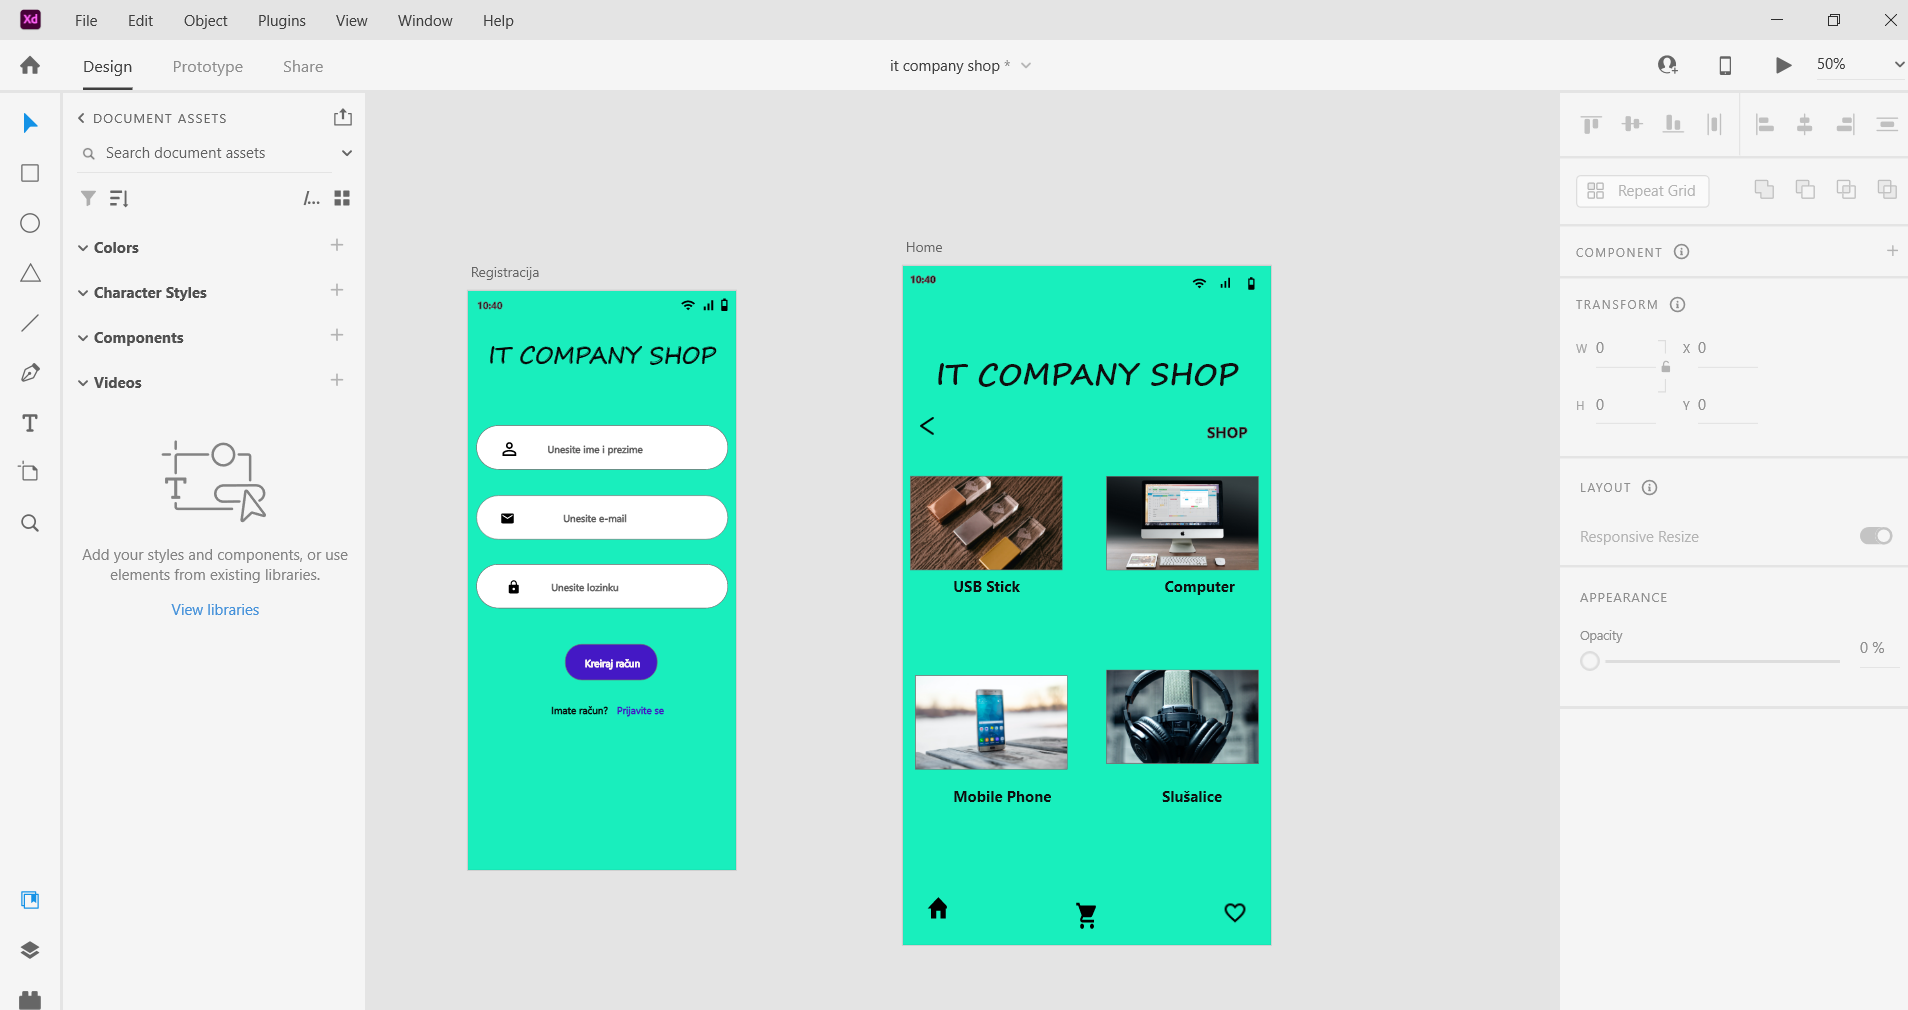 Xd File Edit Object Plugins View Window Help
Design Prototype Share it company shop * 50%
DOCUMENT ASSETS
Search document assets
/...
Colors
Character Styles
Components
Videos
Add your styles and components, or use
elements from existing libraries.
View libraries
Registracija
10:40
IT COMPANY SHOP
Unesite ime i prezime
Unesite e-mail
Unesite lozinku
Kreiraj račun
Imate račun? Prijavite se
Home
10:40
IT COMPANY SHOP
<
SHOP
USB Stick Computer
Mobile Phone Slušalice
Repeat Grid
COMPONENT
TRANSFORM
W 0 X 0
H 0 Y 0
LAYOUT
Responsive Resize
APPEARANCE
Opacity
0 %